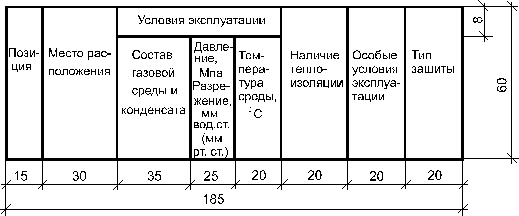 Условия эксплуатации
8
Пози-
ция
Место рас-
положения
Состав
газовой
среды и
конденсата
Давле-
ние,
Мпа
Разре-
жение,
мм
вод.ст.
(мм
рт. ст.)
Тем-
пера-
тура
среды,
°С
Наличие
тепло-
изоляции
Особые
условия
эксплуа-
тации
Тип
зашиты
60
15 30 35 25 20 20 20 20
185